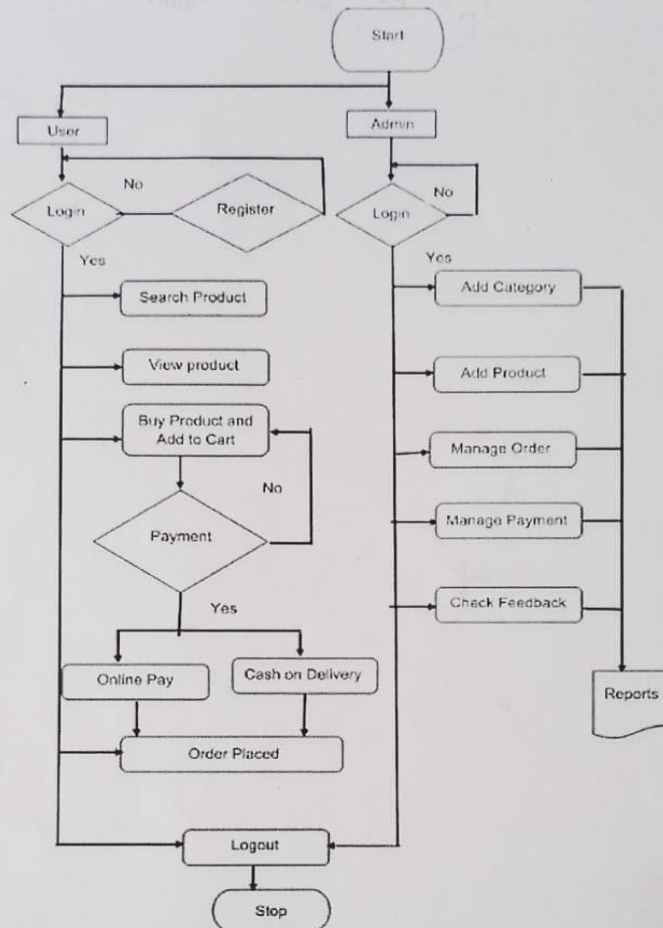 Start
User
Admin
No
No
Login
Register
Login
Yes
Yes
Search Product
Add Category
View product
Add Product
Buy Product and
Add to Cart
Manage Order
No
Payment
Manage Payment
Yes
Check Feedback
Online Pay
Cash on Delivery
Reports
Order Placed
Logout
Stop